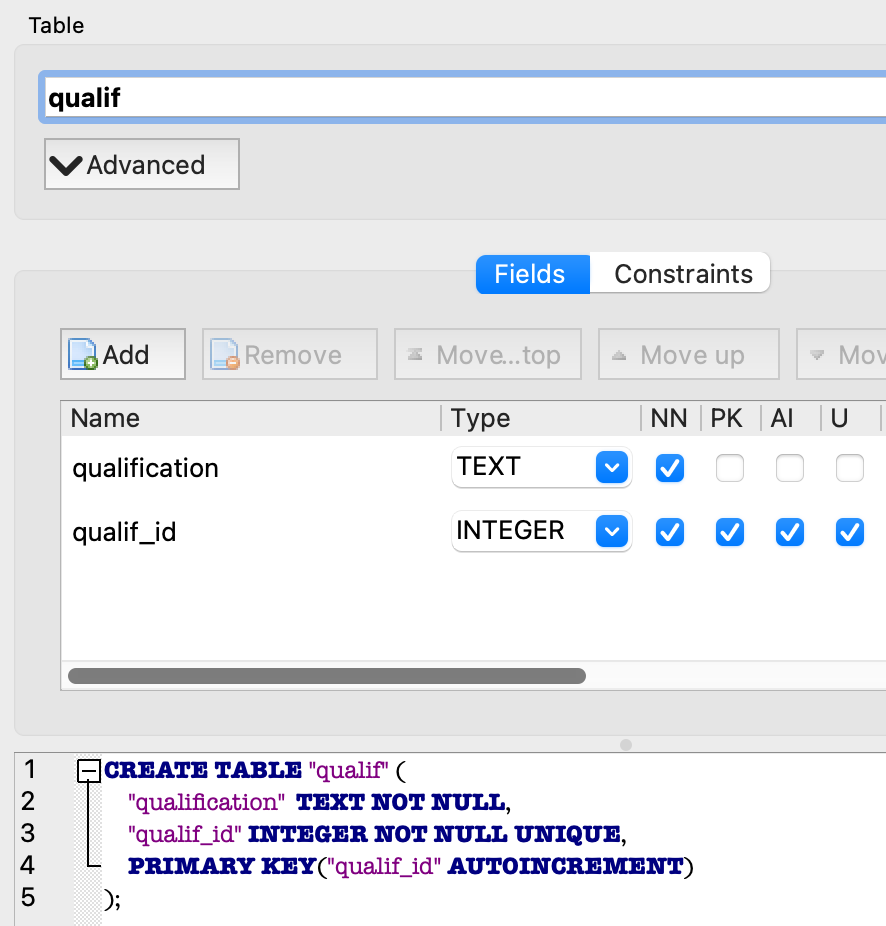 Table
qualif
Advanced
Fields Constraints
Add Remove Move...top Move up Mov
Name Type NN PK AI U
qualification TEXT
qualif_id INTEGER
1 CREATE TABLE "qualif" (
2 "qualification" TEXT NOT NULL,
3 "qualif_id" INTEGER NOT NULL UNIQUE,
4 PRIMARY KEY("qualif_id" AUTOINCREMENT)
5 );